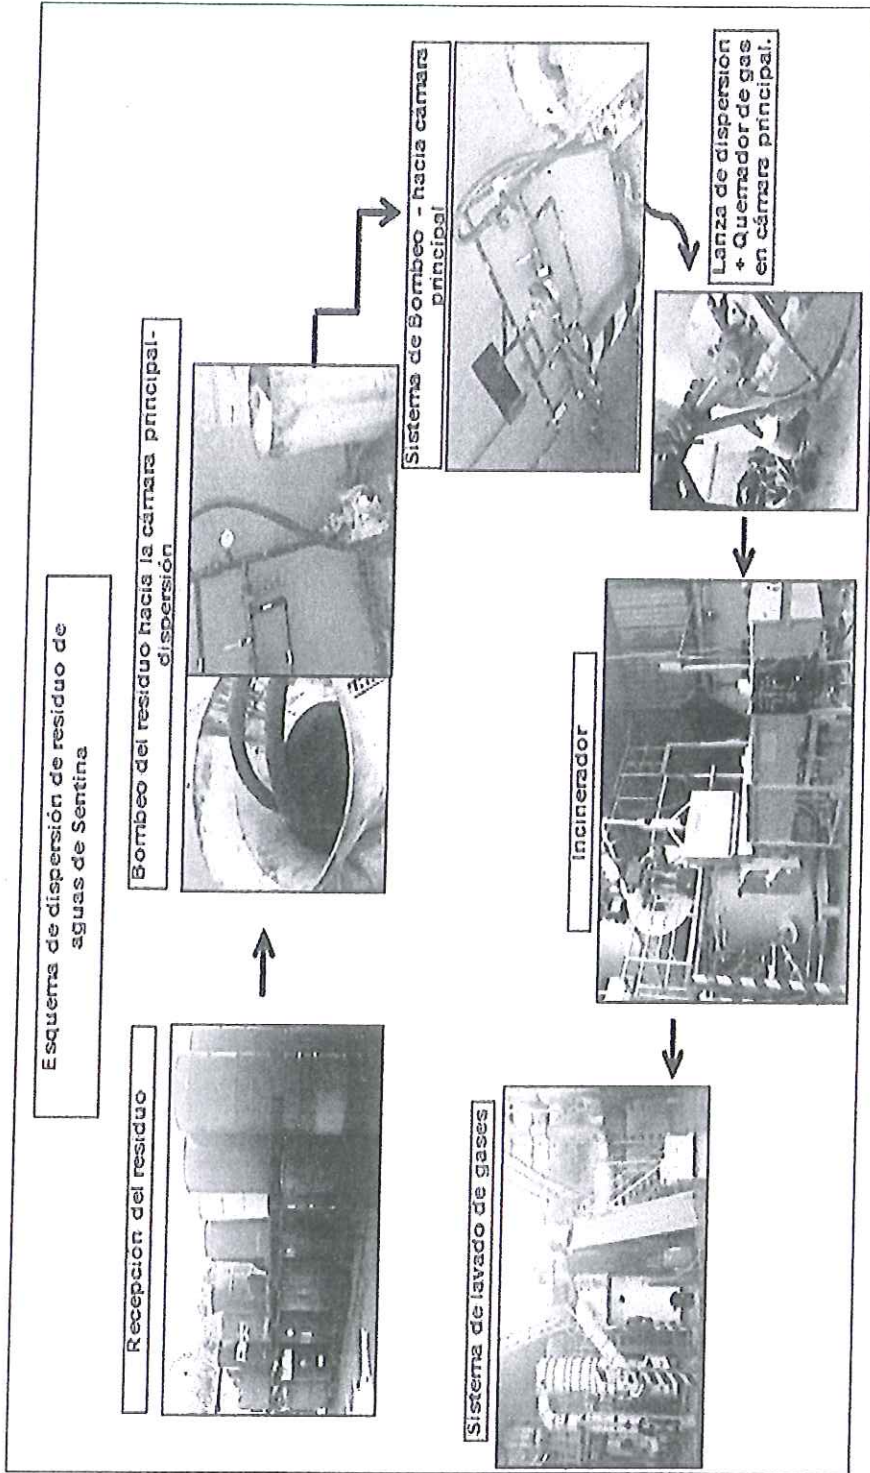 Esquema de dispersión de residuo de
aguas de Sentina
Recepcion del residuo
Bombeo del residuo hacia la cámara principal-
dispersión
Sistema de Bombeo - hacia cámara
principal
Lanza de dispersión
+ Quemador de gas
en cámara principal.
Incinerador
Sistema de lavado de gases